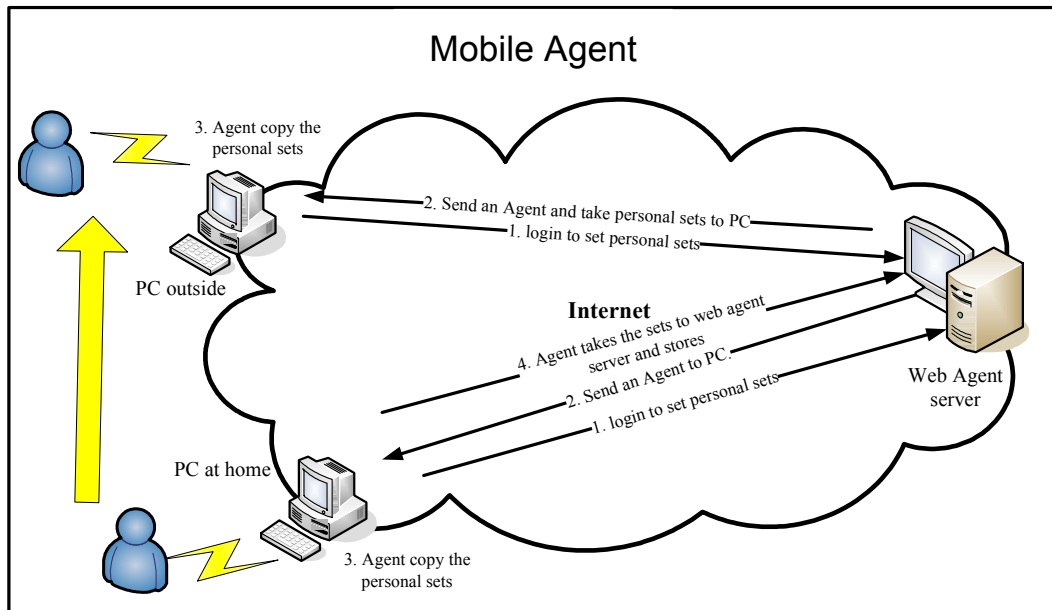 Mobile Agent
3. Agent copy the
personal sets
2. Send an Agent and take personal sets to PC
1. login to set personal sets
PC outside
Internet
4. Agent takes the sets to web agent
server and stores
2. Send an Agent to PC.
1. login to set personal sets
Web Agent
server
PC at home
3. Agent copy the
personal sets